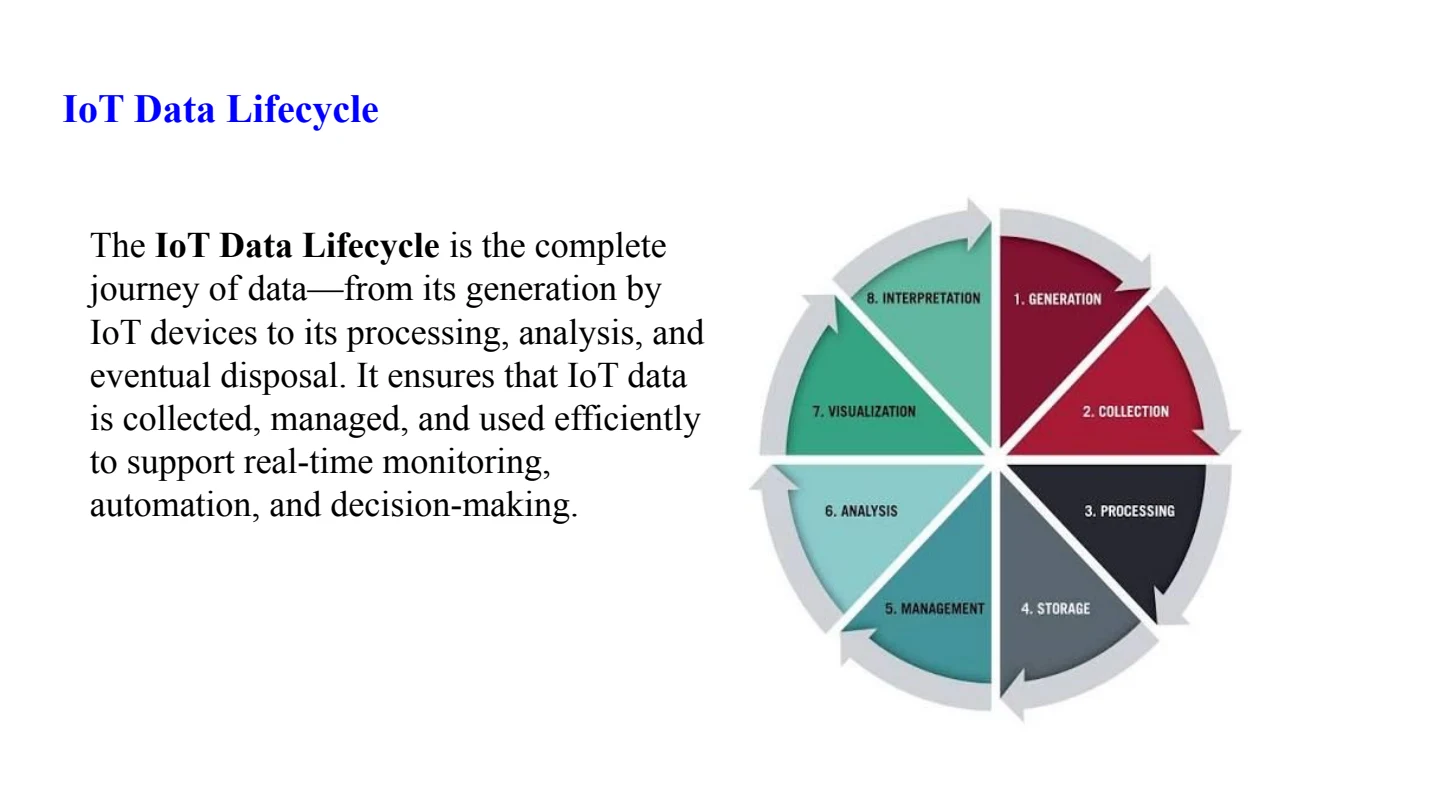 IoT Data Lifecycle
The IoT Data Lifecycle is the complete
journey of data—from its generation by
IoT devices to its processing, analysis, and
eventual disposal. It ensures that IoT data
is collected, managed, and used efficiently
to support real-time monitoring,
automation, and decision-making.
1. GENERATION
2. COLLECTION
3. PROCESSING
4. STORAGE
5. MANAGEMENT
6. ANALYSIS
7. VISUALIZATION
8. INTERPRETATION